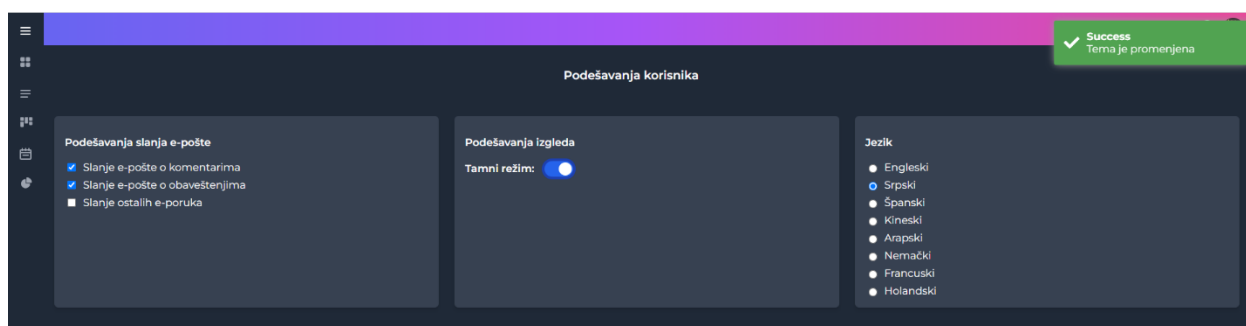 Success
Tema je promenjena
Podešavanja korisnika
Podešavanja slanja e-pošte
Slanje e-pošte o komentarima
Slanje e-pošte o obaveštenjima
Slanje ostalih e-poruka
Podešavanja izgleda
Tamni režim:
Jezik
Engleski
Srpski
Španski
Kineski
Arapski
Nemački
Francuski
Holandski